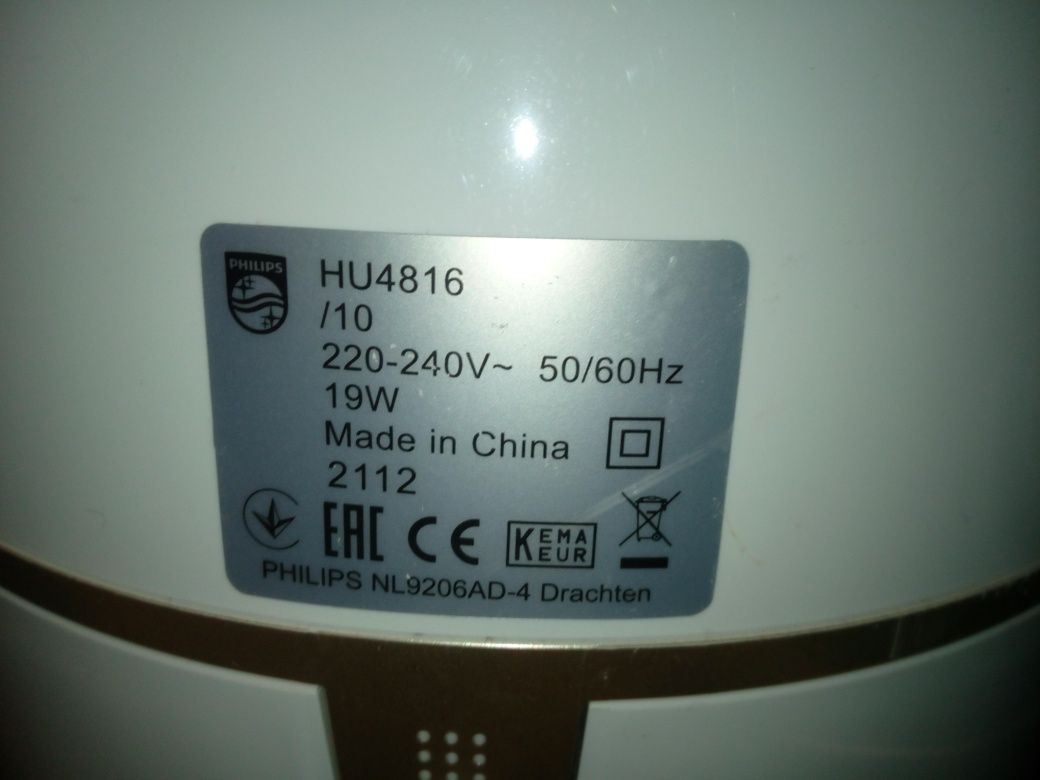 PHILIPS
HU4816
/10
220-240V~ 50/60Hz
19W
Made in China
2112
EAC CE KEMA EUR
PHILIPS NL9206AD-4 Drachten